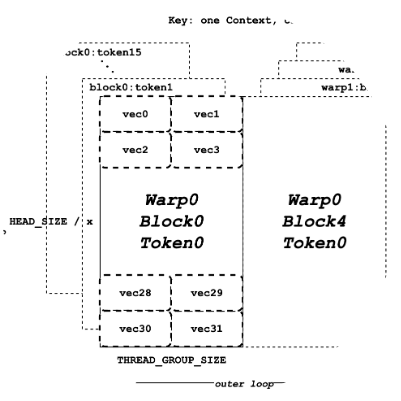 Key: one Context,
block0:token1
vec0 vec1
vec2 vec3
Warp0
Block0
Token0
Warp0
Block4
Token0
HEAD_SIZE / x
vec28 vec29
vec30 vec31
THREAD_GROUP_SIZE
outer loop